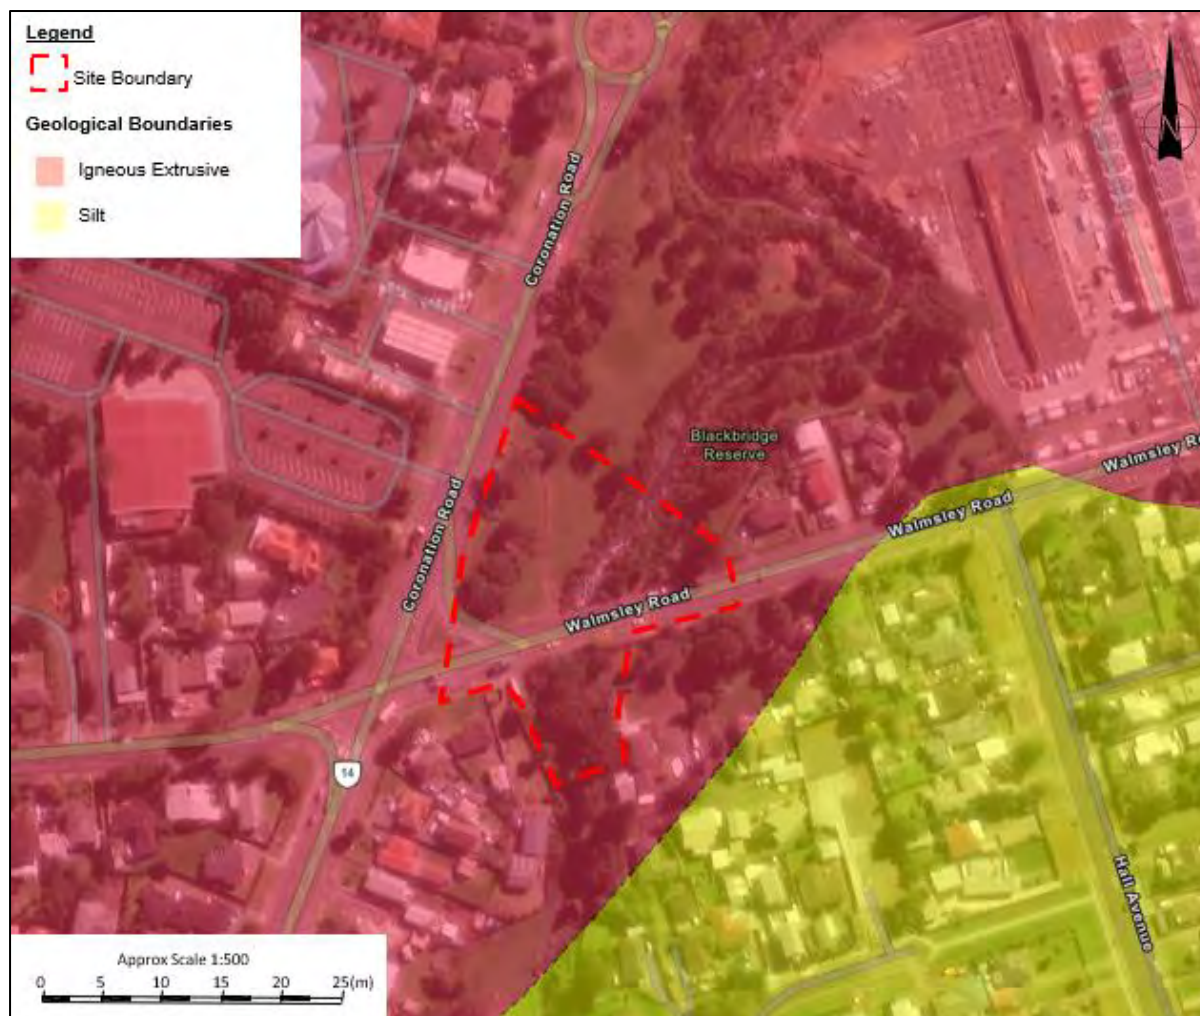 Legend
Site Boundary
Geological Boundaries
Igneous Extrusive
Silt
N
Coronation Road
Blackbridge
Reserve
Walmsley Ro
Walmsley Road
Coronation Road
Walmsley Road
14
Hall Avenue
Approx Scale 1:500
0 5 10 15 20 25(m)